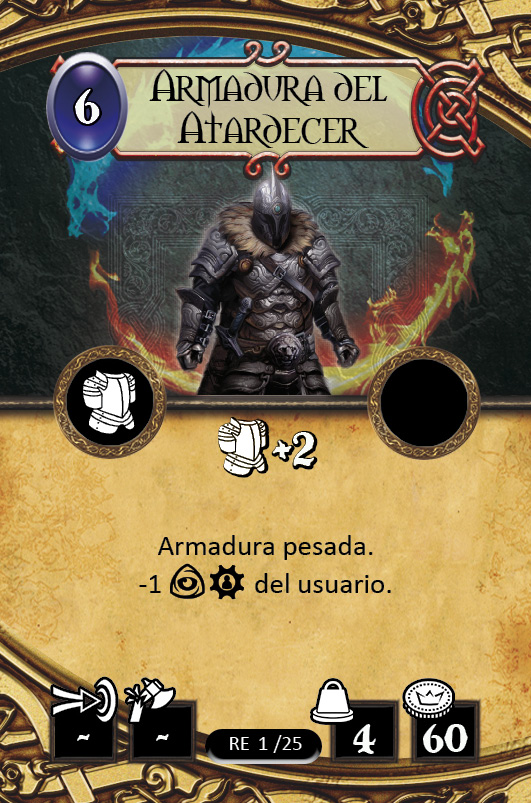 6
ARMADURA DEL
ATARDECER
+2
Armadura pesada.
-1 del usuario.
~
~
RE 1/25
4
60